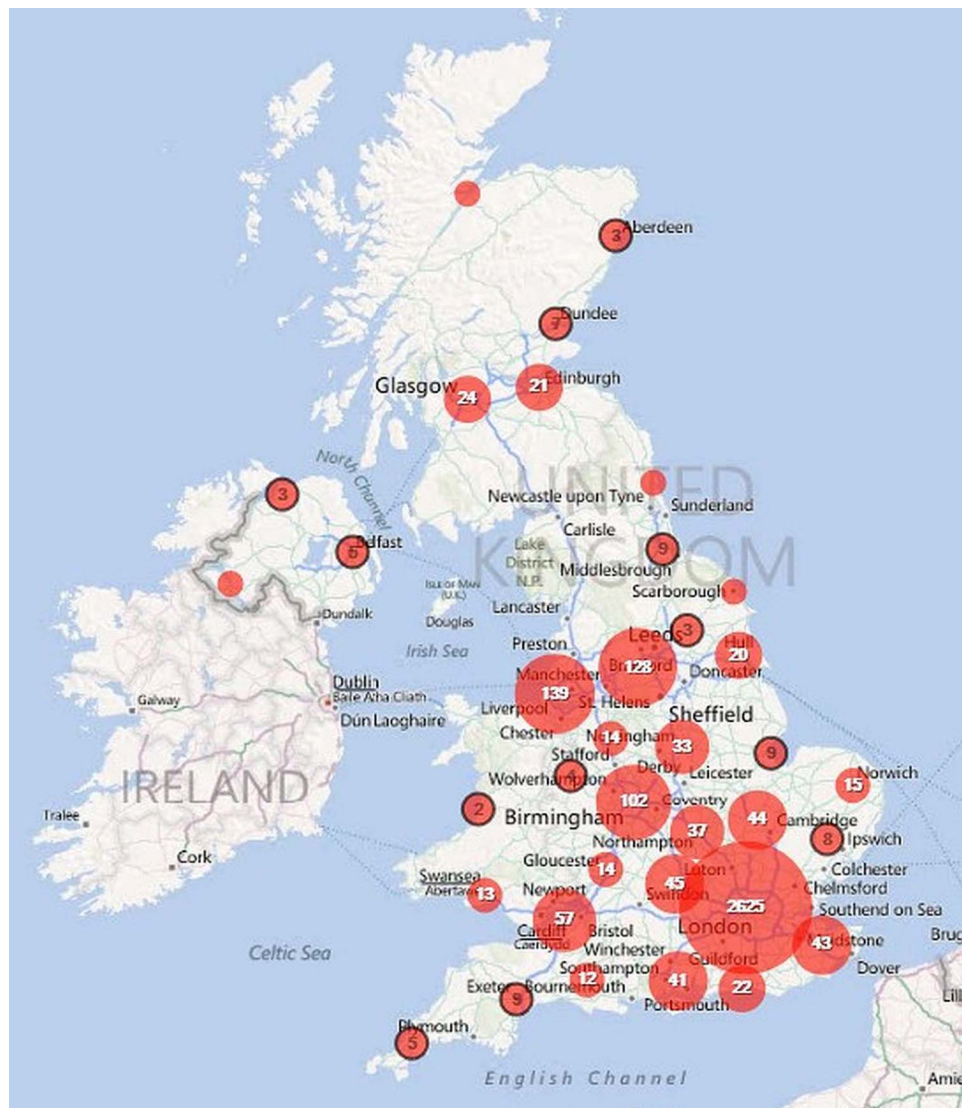 Aberdeen
3
Dundee
7
Glasgow
24
21
Edinburgh
North Channel
UNITED
KINGDOM
3
Newcastle upon Tyne
Sunderland
Carlisle
Belfast
Lake
District
N.P.
9
Middlesbrough
ISLE OF MAN
(U.K.)
Scarborough
Lancaster
Dundalk
Douglas
3
Leeds
Preston
Irish Sea
Hull
20
128
Manchester
Doncaster
Dublin
Baile Átha Cliath
139
Galway
Liverpool
St. Helens
Dún Laoghaire
Sheffield
Chester
14
33
Stafford
9
Derby
Leicester
Norwich
15
Wolverhampton
4
IRELAND
102
Coventry
2
Birmingham
44
Cambridge
Tralee
37
8
Ipswich
Northampton
Cork
Gloucester
14
Luton
Colchester
Swansea
Abertawe
13
45
Swindon
Chelmsford
Newport
2625
Southend on Sea
57
London
Cardiff
Caerdydd
Bristol
43
Maidstone
Celtic Sea
Winchester
Guildford
Dover
Southampton
12
41
22
Exeter
Bournemouth
9
Portsmouth
Plymouth
5
English Channel